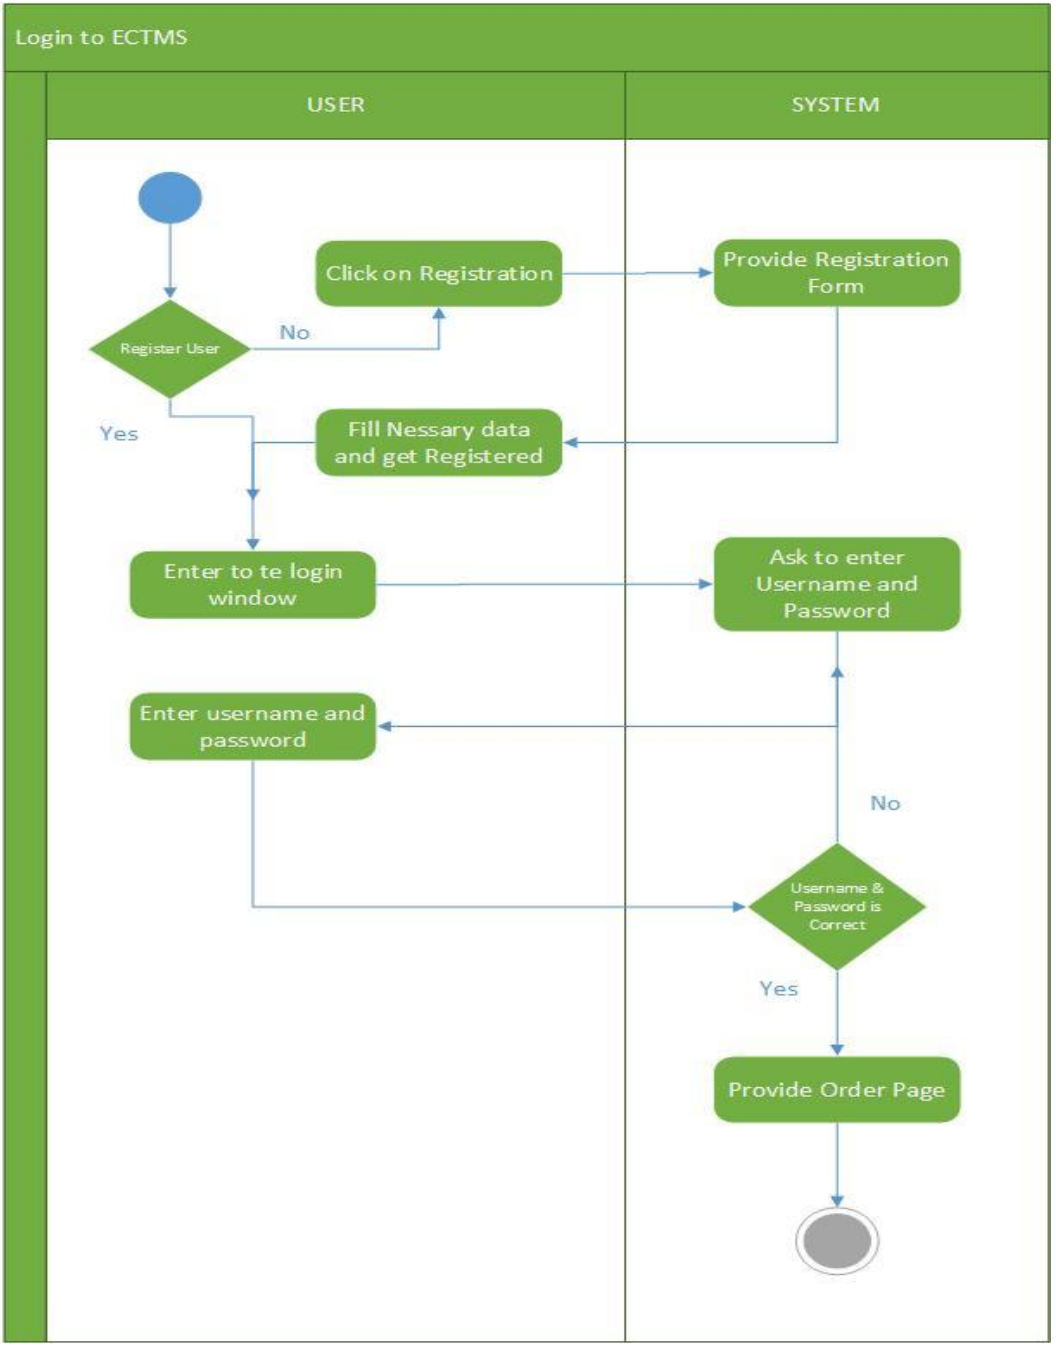 Login to ECTMS
USER
SYSTEM
Click on Registration
Provide Registration
Form
No
Register User
Yes
Fill Nessary data
and get Registered
Enter to te login
window
Ask to enter
Username and
Password
Enter username and
password
No
Username &
Password is
Correct
Yes
Provide Order Page